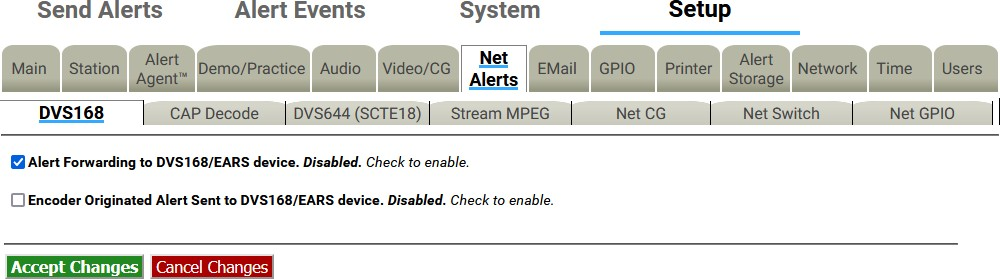 Send Alerts Alert Events System Setup
Main Station Alert Agent™ Demo/Practice Audio Video/CG Net Alerts EMail GPIO Printer Alert Storage Network Time Users
DVS168 CAP Decode DVS644 (SCTE18) Stream MPEG Net CG Net Switch Net GPIO
Alert Forwarding to DVS168/EARS device. Disabled. Check to enable.
Encoder Originated Alert Sent to DVS168/EARS device. Disabled. Check to enable.
Accept Changes Cancel Changes